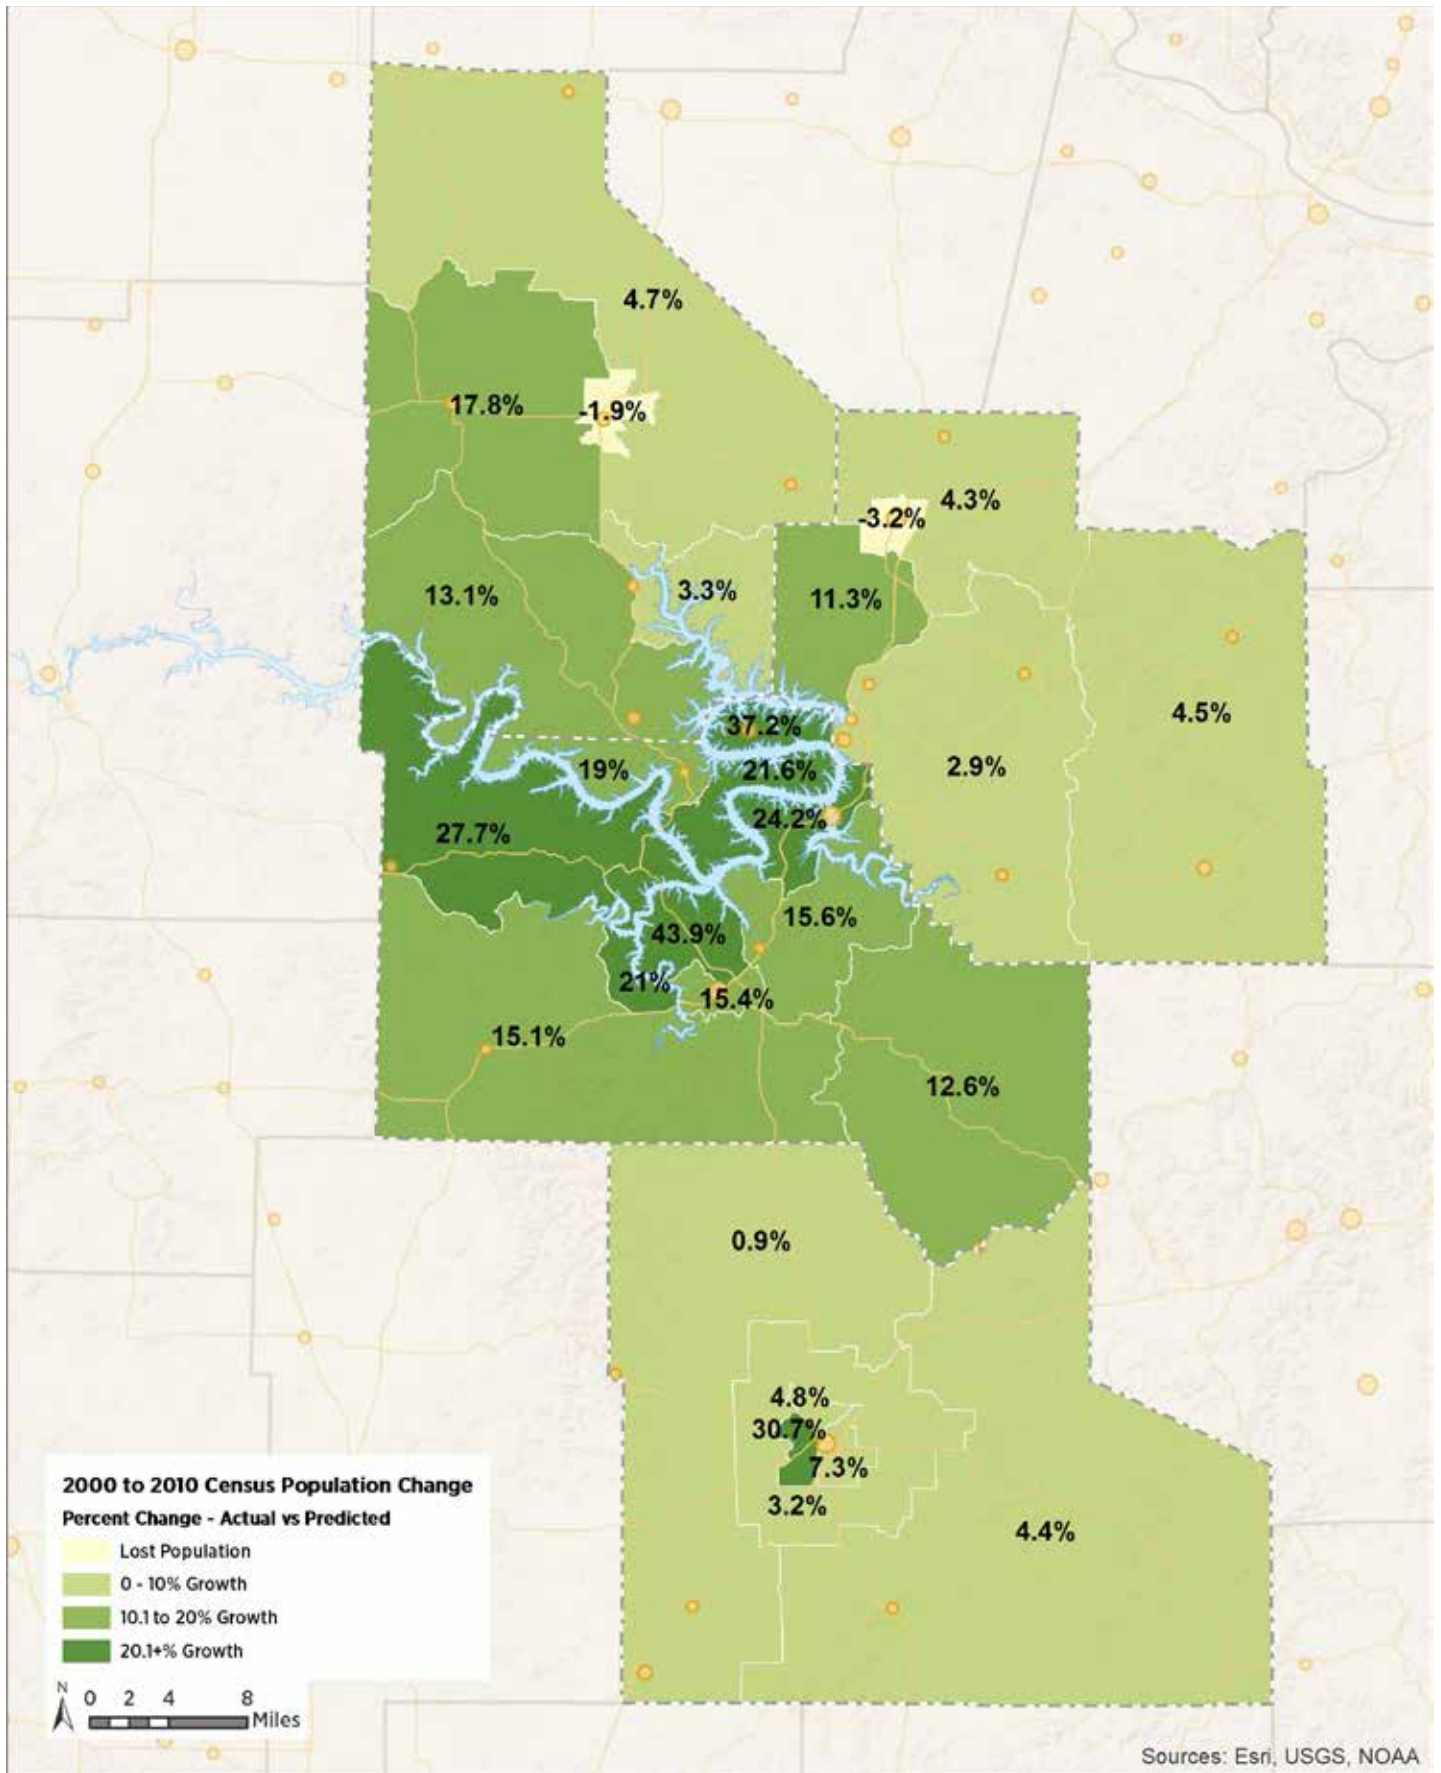 4.7%
17.8%
-1.9%
4.3%
-3.2%
3.3%
13.1%
11.3%
4.5%
37.2%
2.9%
19%
21.6%
24.2%
27.7%
15.6%
43.9%
21%
15.4%
15.1%
12.6%
0.9%
4.8%
30.7%
7.3%
3.2%
4.4%
2000 to 2010 Census Population Change
Percent Change - Actual vs Predicted
Lost Population
0 - 10% Growth
10.1 to 20% Growth
20.1+% Growth
N
0 2 4 8
Miles
Sources: Esri, USGS, NOAA